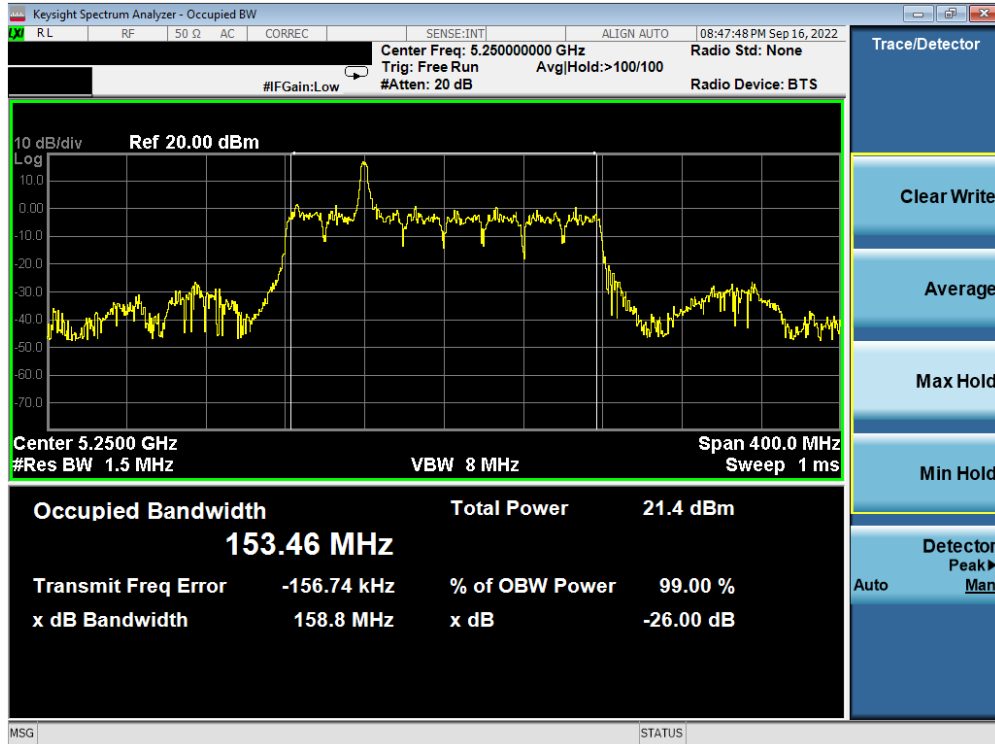 Keysight Spectrum Analyzer - Occupied BW
LXI RL RF 50 Ω AC CORREC SENSE:INT ALIGN AUTO 08:47:48 PM Sep 16, 2022
Center Freq: 5.250000000 GHz Radio Std: None
Trig: Free Run Avg|Hold:>100/100
#IFGain:Low #Atten: 20 dB Radio Device: BTS
Trace/Detector
10 dB/div Ref 20.00 dBm
Log
10.0
0.00
-10.0
-20.0
-30.0
-40.0
-50.0
-60.0
-70.0
Center 5.2500 GHz Span 400.0 MHz
#Res BW 1.5 MHz VBW 8 MHz Sweep 1 ms
Occupied Bandwidth Total Power 21.4 dBm
153.46 MHz
Transmit Freq Error -156.74 kHz % of OBW Power 99.00 %
x dB Bandwidth 158.8 MHz x dB -26.00 dB
Clear Write
Average
Max Hold
Min Hold
Detector
Peak▶
Auto Man
MSG STATUS